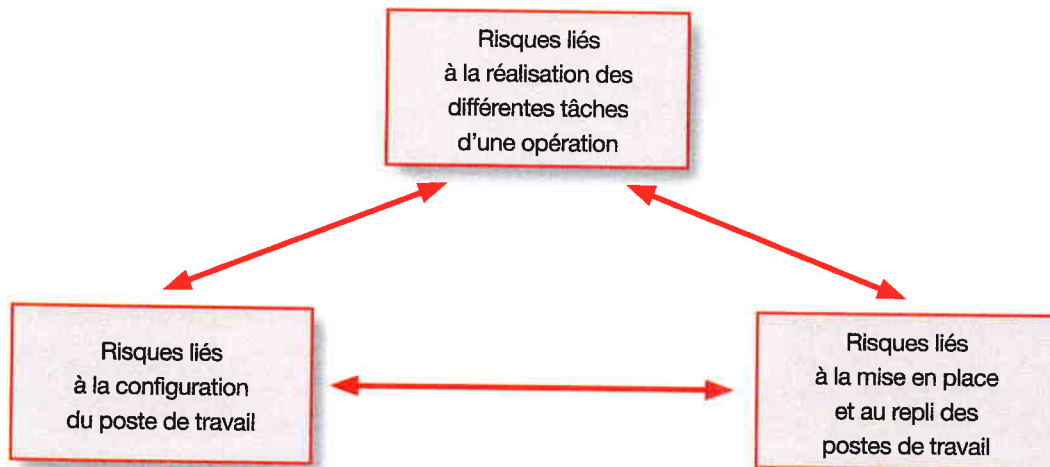 Risques liés
à la réalisation des
différentes tâches
d'une opération
Risques liés
à la configuration
du poste de travail
Risques liés
à la mise en place
et au repli des
postes de travail